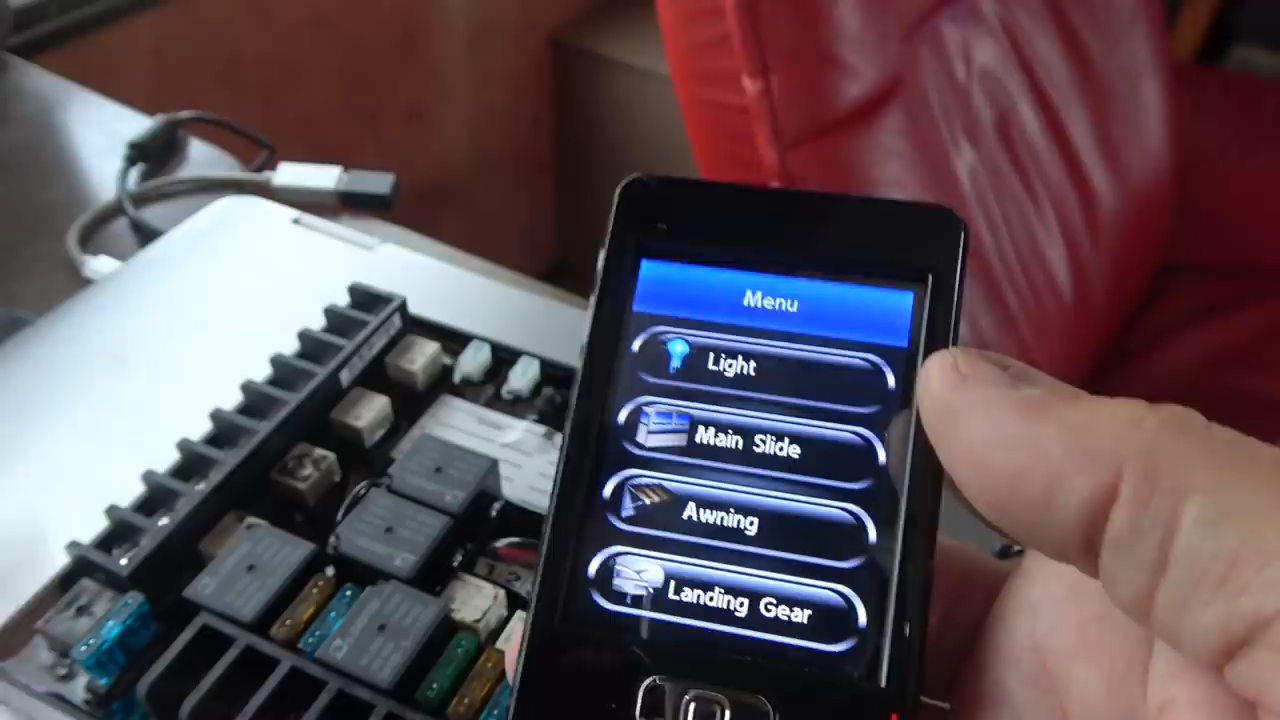 Menu
Light
Main Slide
Awning
Landing Gear